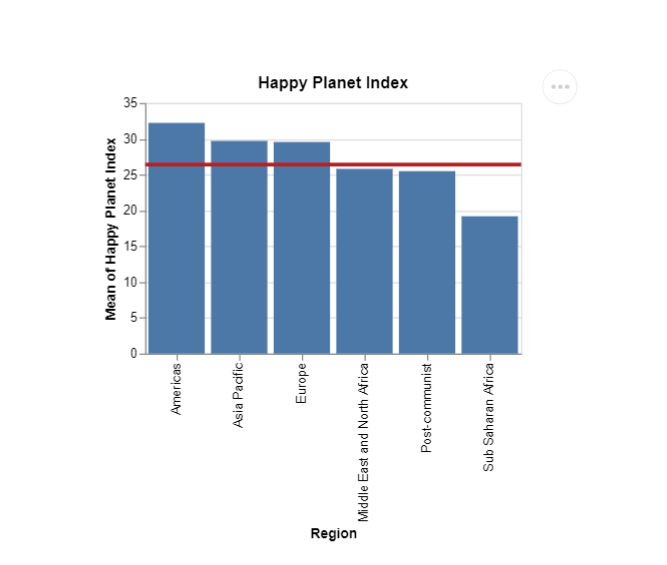 Happy Planet Index
Mean of Happy Planet Index
35
30
25
20
15
10
5
0
Americas
Asia Pacific
Europe
Middle East and North Africa
Post-communist
Sub Saharan Africa
Region